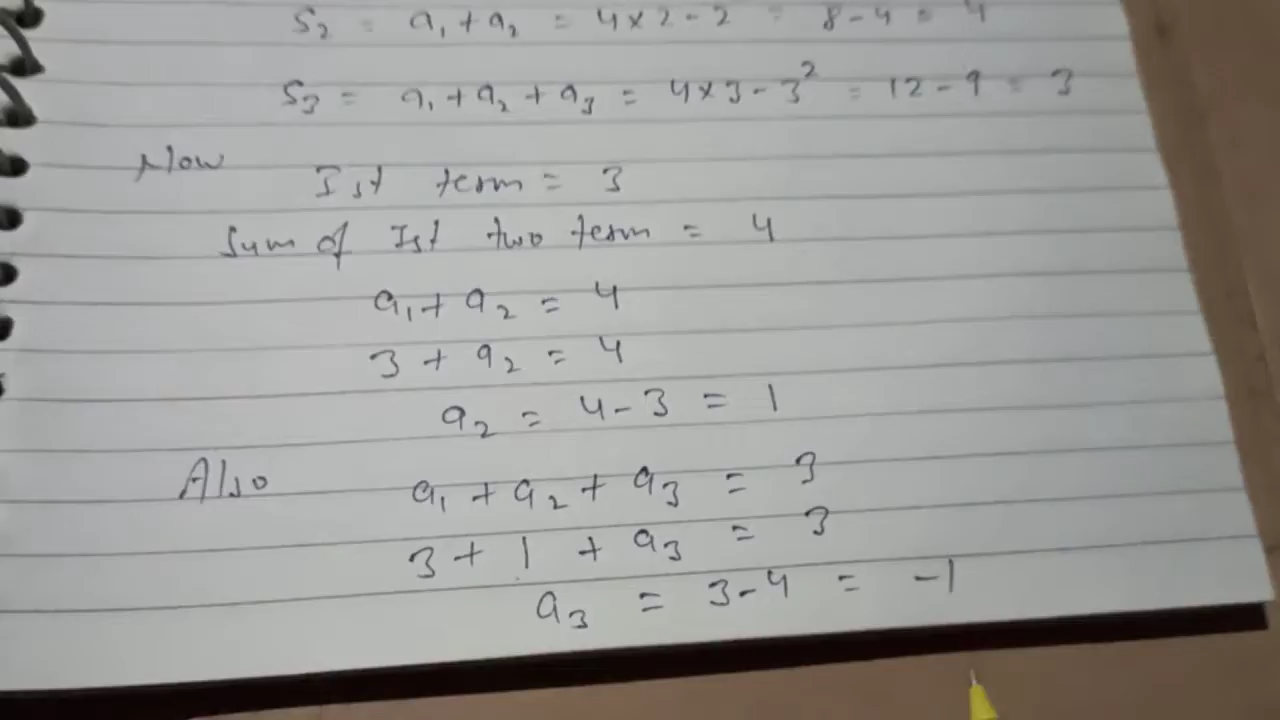 S₂ = a₁ + a₂ = 4 × 2 - 2 = 8 - 4 = 4
S₃ = a₁ + a₂ + a₃ = 4 × 3 - 3² = 12 - 9 = 3
Now
Ist term = 3
Sum of Ist two term = 4
a₁ + a₂ = 4
3 + a₂ = 4
a₂ = 4 - 3 = 1
Also a₁ + a₂ + a₃ = 3
3 + 1 + a₃ = 3
a₃ = 3 - 4 = -1